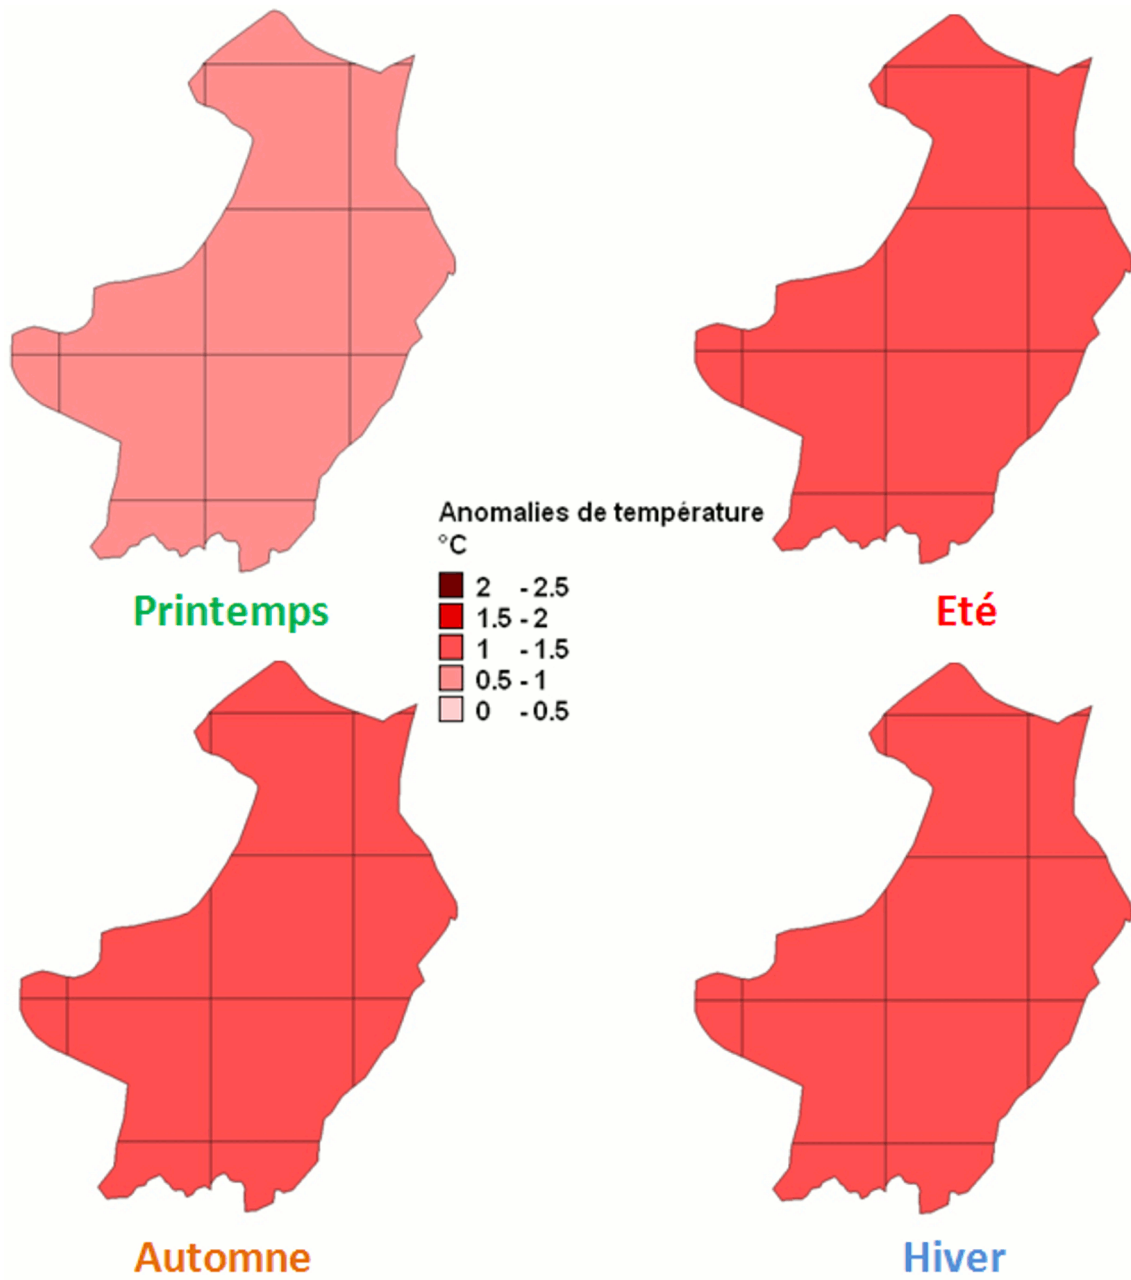 Anomalies de température
°C
2 - 2.5
1.5 - 2
1 - 1.5
0.5 - 1
0 - 0.5
Printemps
Eté
Automne
Hiver